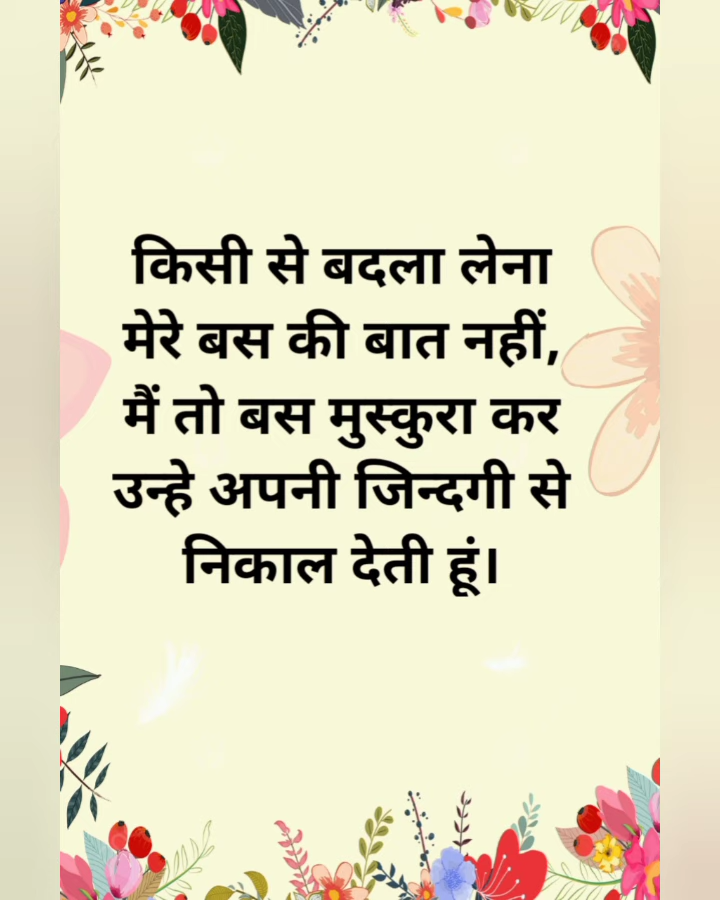 किसी से बदला लेना
मेरे बस की बात नहीं,
मैं तो बस मुस्कुरा कर
उन्हे अपनी जिन्दगी से
निकाल देती हूं।